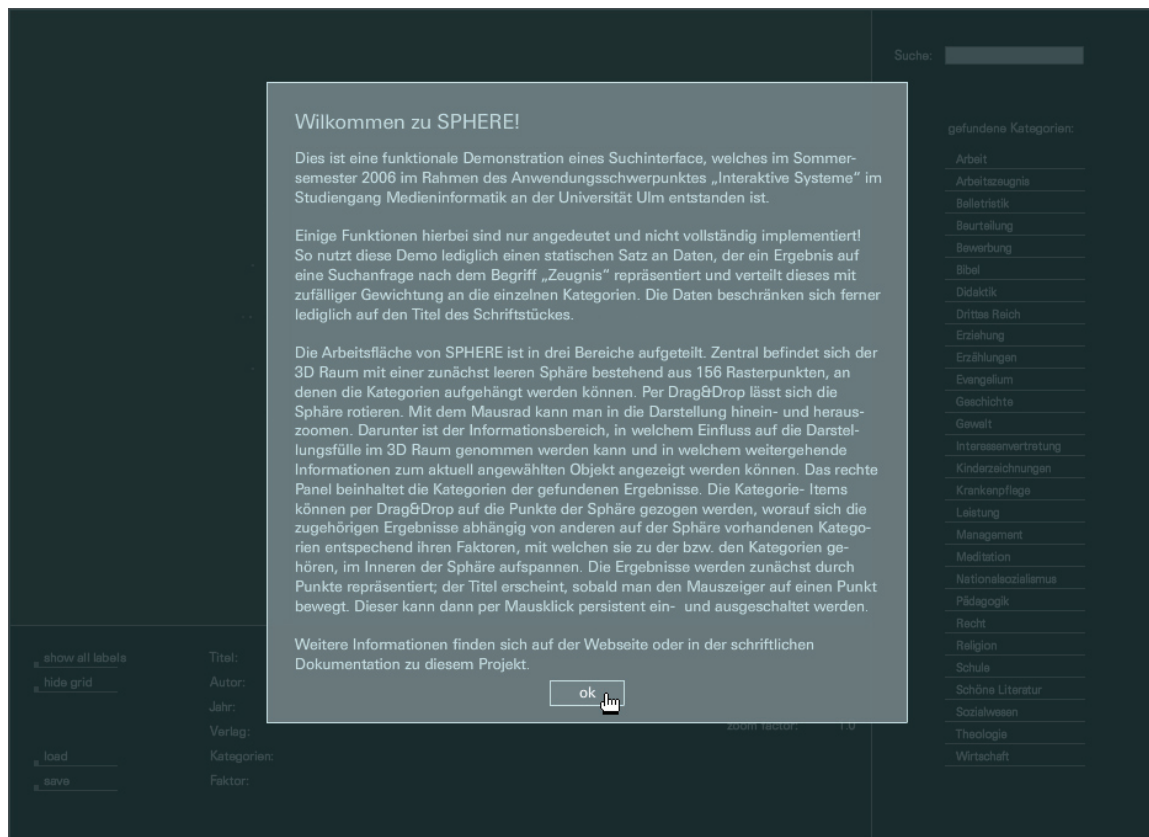 Suche:
Wilkommen zu SPHERE!
Dies ist eine funktionale Demonstration eines Suchinterface, welches im Sommer-
semester 2006 im Rahmen des Anwendungsschwerpunktes „Interaktive Systeme“ im
Studiengang Medieninformatik an der Universität Ulm entstanden ist.
Einige Funktionen hierbei sind nur angedeutet und nicht vollständig implementiert!
So nutzt diese Demo lediglich einen statischen Satz an Daten, der ein Ergebnis auf
eine Suchanfrage nach dem Begriff „Zeugnis“ repräsentiert und verteilt dieses mit
zufälliger Gewichtung an die einzelnen Kategorien. Die Daten beschränken sich ferner
lediglich auf den Titel des Schriftstückes.
Die Arbeitsfläche von SPHERE ist in drei Bereiche aufgeteilt. Zentral befindet sich der
3D Raum mit einer zunächst leeren Sphäre bestehend aus 156 Rasterpunkten, an
denen die Kategorien aufgehängt werden können. Per Drag&Drop lässt sich die
Sphäre rotieren. Mit dem Mausrad kann man in die Darstellung hinein- und heraus-
zoomen. Darunter ist der Informationsbereich, in welchem Einfluss auf die Darstel-
lungsfülle im 3D Raum genommen werden kann und in welchem weitergehende
Informationen zum aktuell angewählten Objekt angezeigt werden können. Das rechte
Panel beinhaltet die Kategorien der gefundenen Ergebnisse. Die Kategorie- Items
können per Drag&Drop auf die Punkte der Sphäre gezogen werden, worauf sich die
zugehörigen Ergebnisse abhängig von anderen auf der Sphäre vorhandenen Katego-
rien entspechend ihren Faktoren, mit welchen sie zu der bzw. den Kategorien ge-
hören, im Inneren der Sphäre aufspannen. Die Ergebnisse werden zunächst durch
Punkte repräsentiert; der Titel erscheint, sobald man den Mauszeiger auf einen Punkt
bewegt. Dieser kann dann per Mausklick persistent ein- und ausgeschaltet werden.
Weitere Informationen finden sich auf der Webseite oder in der schriftlichen
Dokumentation zu diesem Projekt.
ok
gefundene Kategorien:
Arbeit
Arbeitszeugnis
Belletristik
Beurteilung
Bewerbung
Bibel
Didaktik
Drittes Reich
Erziehung
Erzählungen
Evangelium
Geschichte
Gewalt
Interessenvertretung
Kinderzeichnungen
Krankenpflege
Leistung
Management
Meditation
Nationalsozialismus
Pädagogik
Recht
Religion
Schule
Schöne Literatur
Sozialwesen
Theologie
Wirtschaft
show all labels
hide grid
load
save
Titel:
Autor:
Jahr:
Verlag:
Kategorien:
Faktor:
zoom factor: 1.0